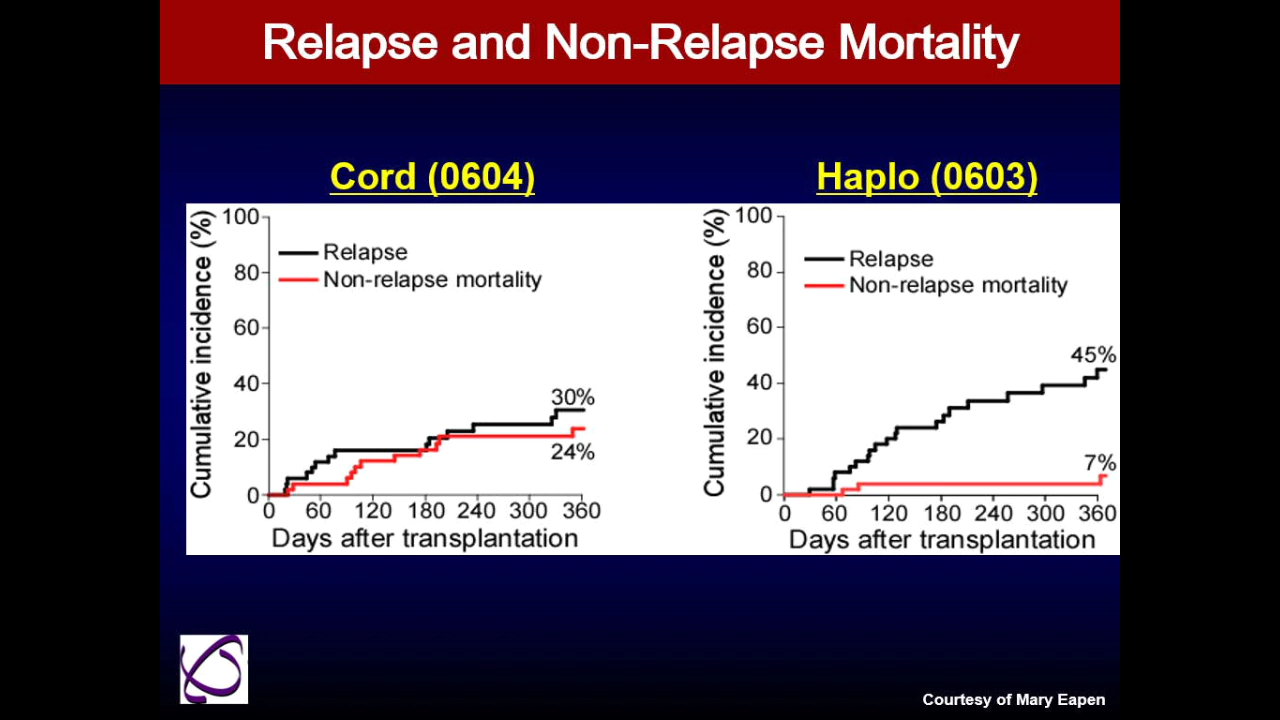 Relapse and Non-Relapse Mortality
Cord (0604)
Cumulative incidence (%)
100
80
60
40
20
0
Relapse
Non-relapse mortality
30%
24%
0 60 120 180 240 300 360
Days after transplantation
Haplo (0603)
Cumulative incidence (%)
100
80
60
40
20
0
Relapse
Non-relapse mortality
45%
7%
0 60 120 180 240 300 360
Days after transplantation
Courtesy of Mary Eapen